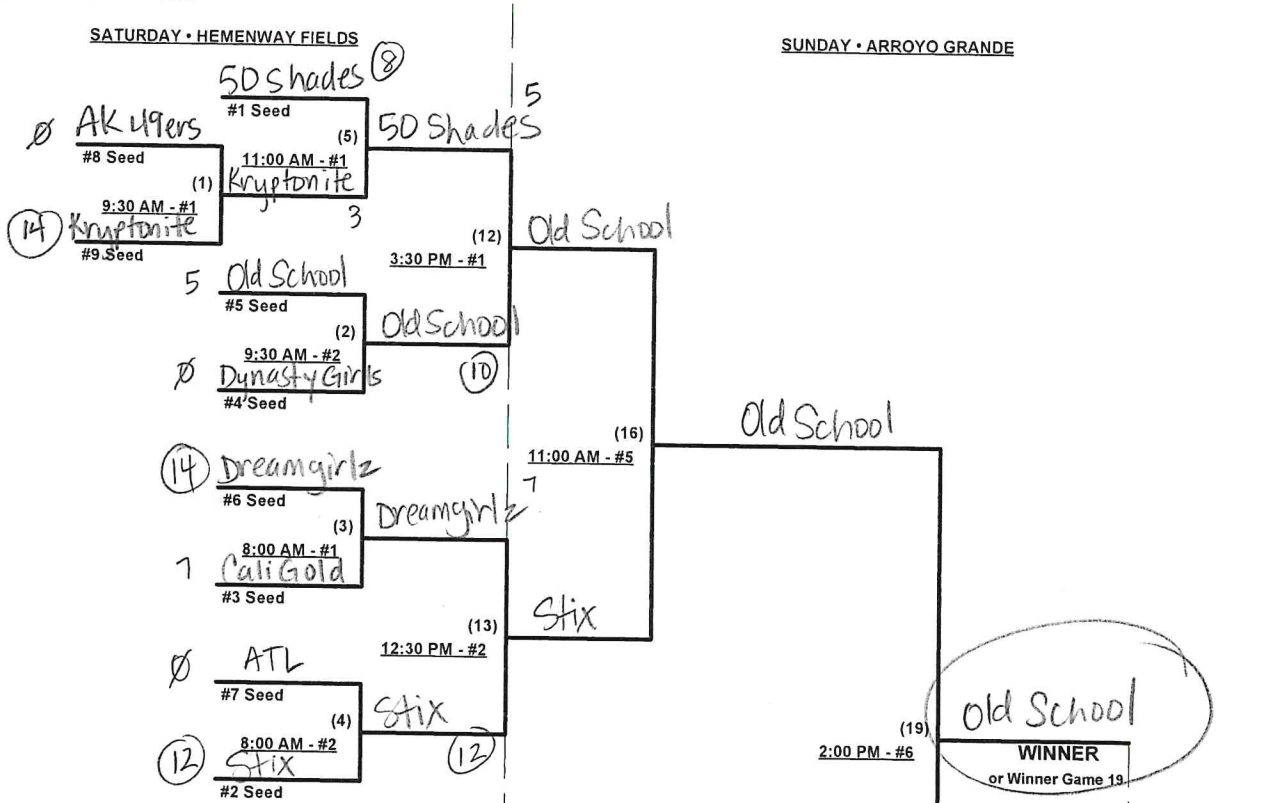 SATURDAY • HEMENWAY FIELDS
SUNDAY • ARROYO GRANDE
50 Shades 8
#1 Seed
5
Ø AK 49ers
#8 Seed
(5)
50 Shades
11:00 AM - #1
(1)
Kryptonite
9:30 AM - #1
14 Kryptonite
3
#9 Seed
(12)
Old School
3:30 PM - #1
5 Old School
#5 Seed
(2)
Old School
9:30 AM - #2
Ø Dynasty Girls
10
#4 Seed
Old School
(16)
11:00 AM - #5
14 Dreamgirlz
7
#6 Seed
Dreamgirlz
(3)
8:00 AM - #1
7 Cali Gold
#3 Seed
Stix
(13)
12:30 PM - #2
Ø ATL
#7 Seed
Stix
(4)
8:00 AM - #2
12
12 Stix
#2 Seed
Old School
(19)
2:00 PM - #6
WINNER
or Winner Game 19